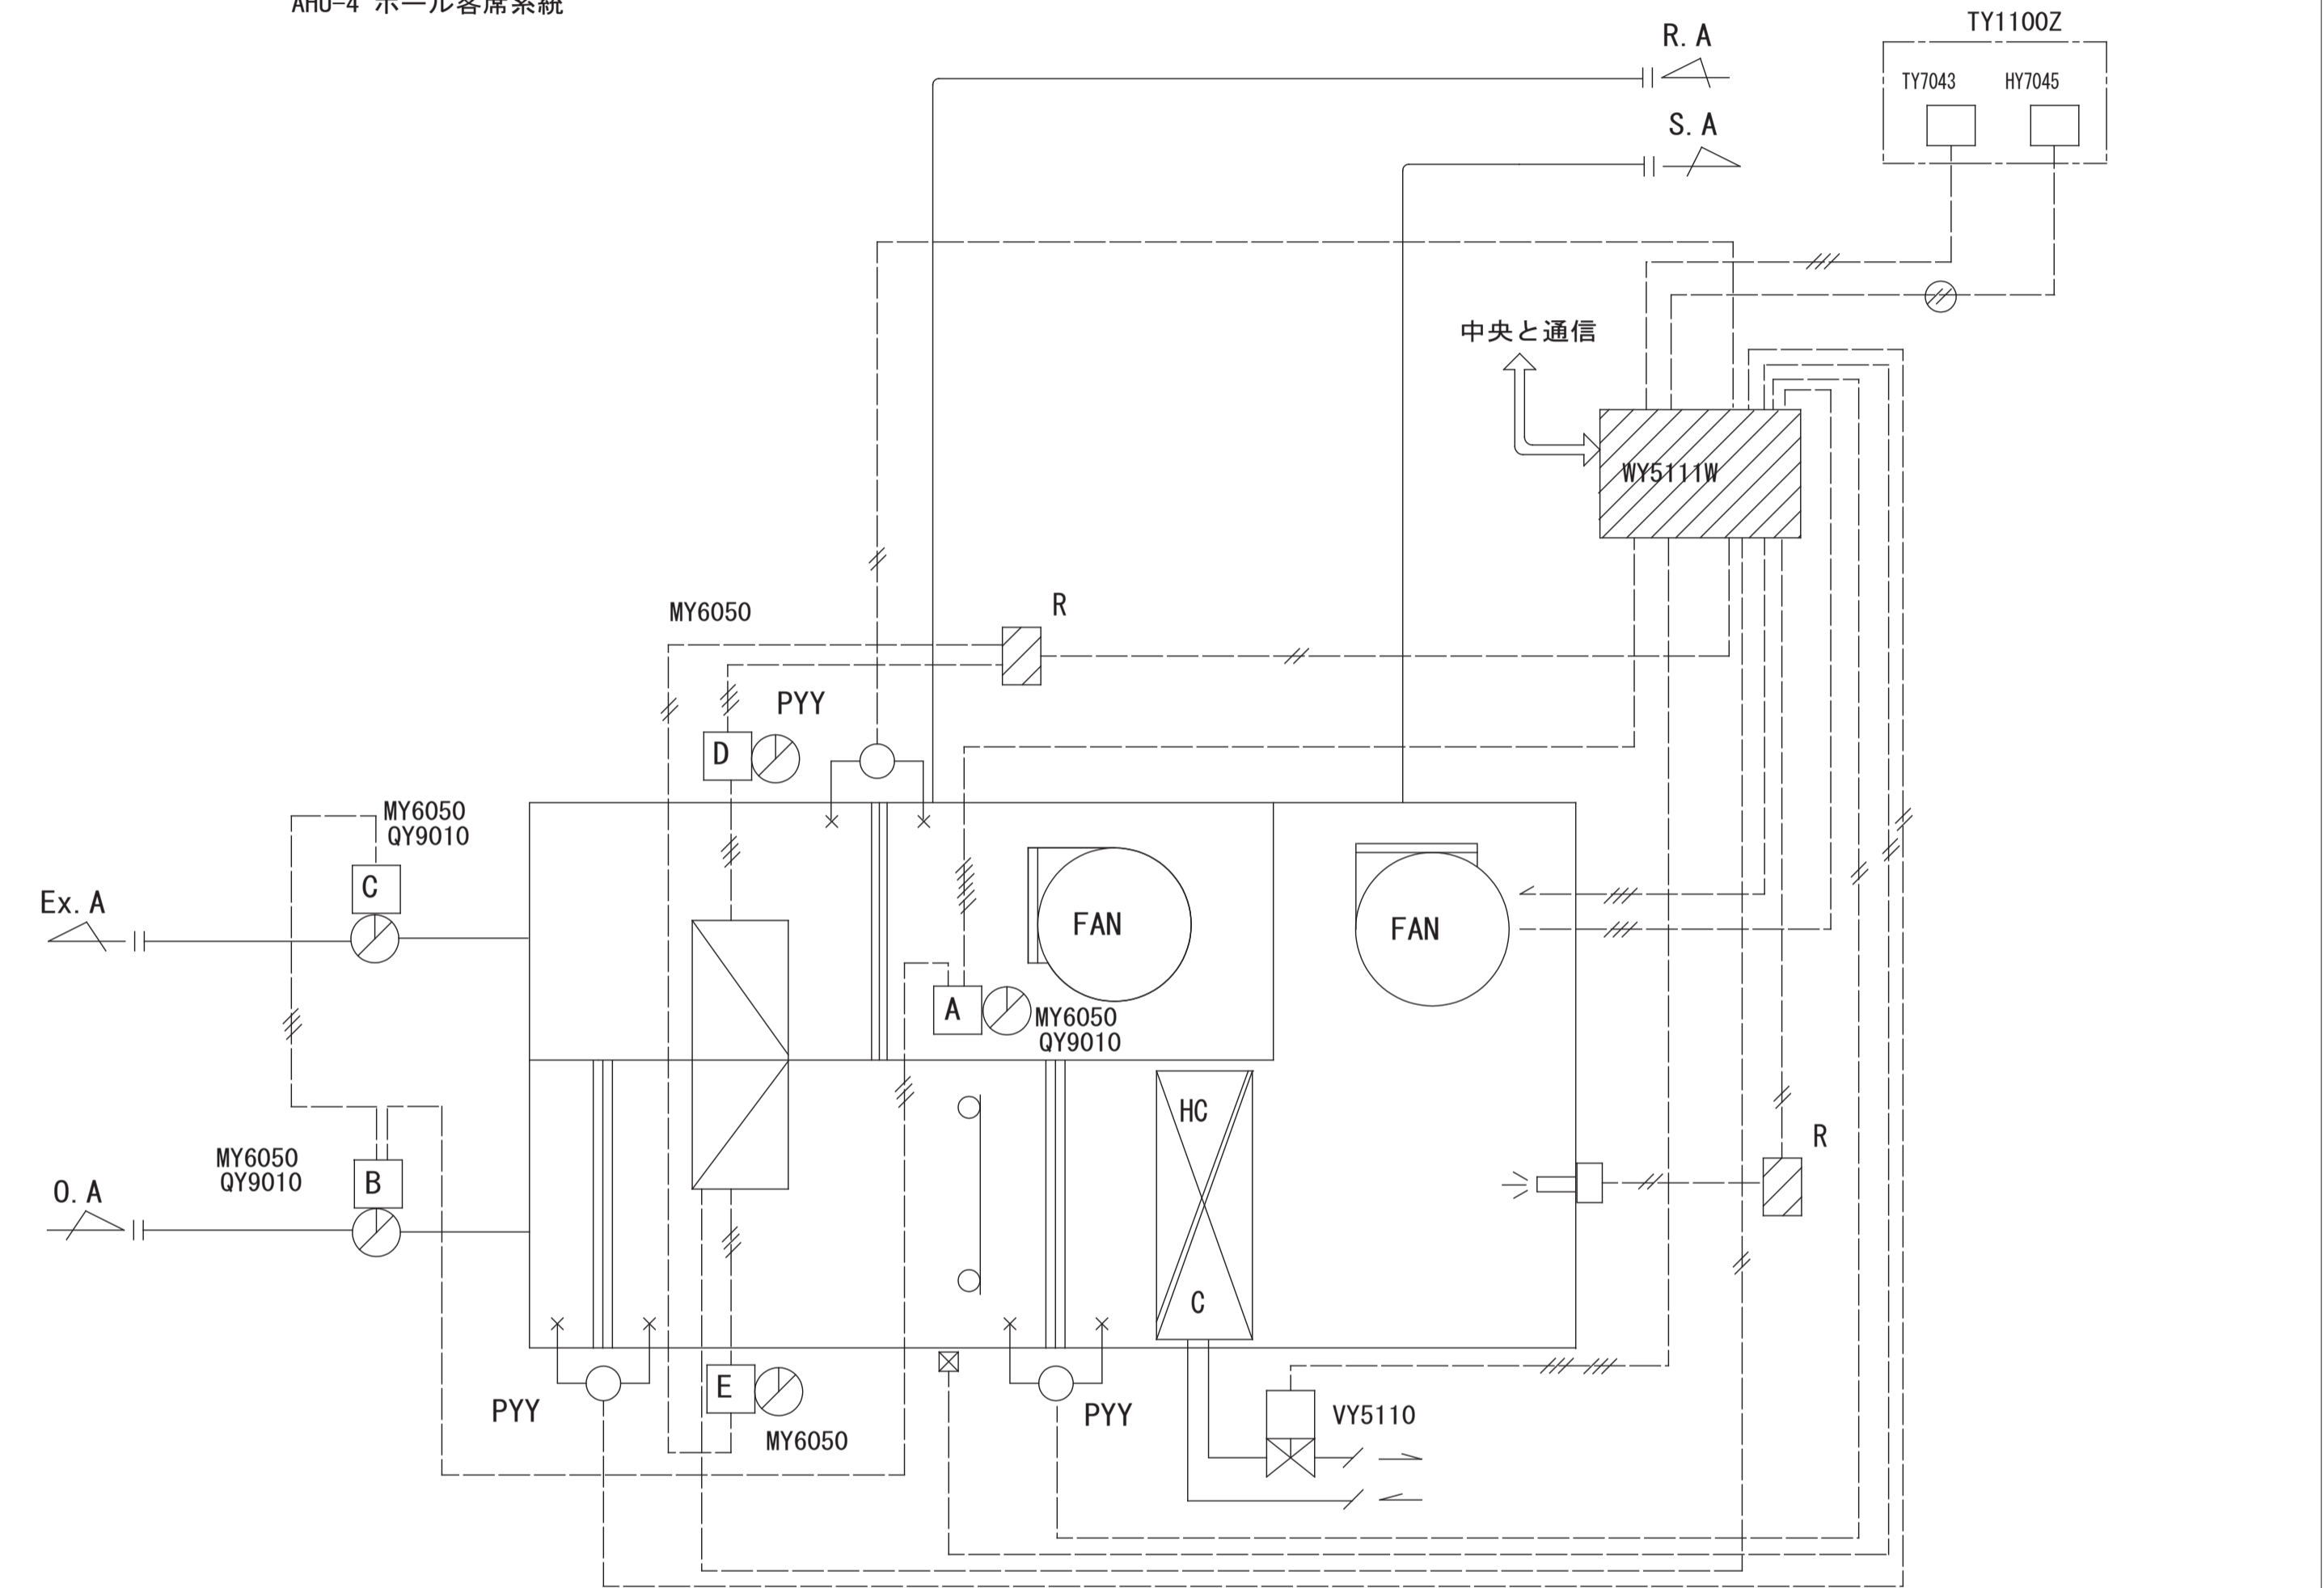 AHU-4 ホール客席系統
TY1100Z
R.A
TY7043 HY7045
S.A
中央と通信
WY5111W
R
MY6050
PYY
D
MY6050
QY9010
C
Ex.A
FAN
FAN
A
MY6050
QY9010
HC
R
MY6050
QY9010
B
O.A
C
E
PYY
PYY
VY5110
MY6050